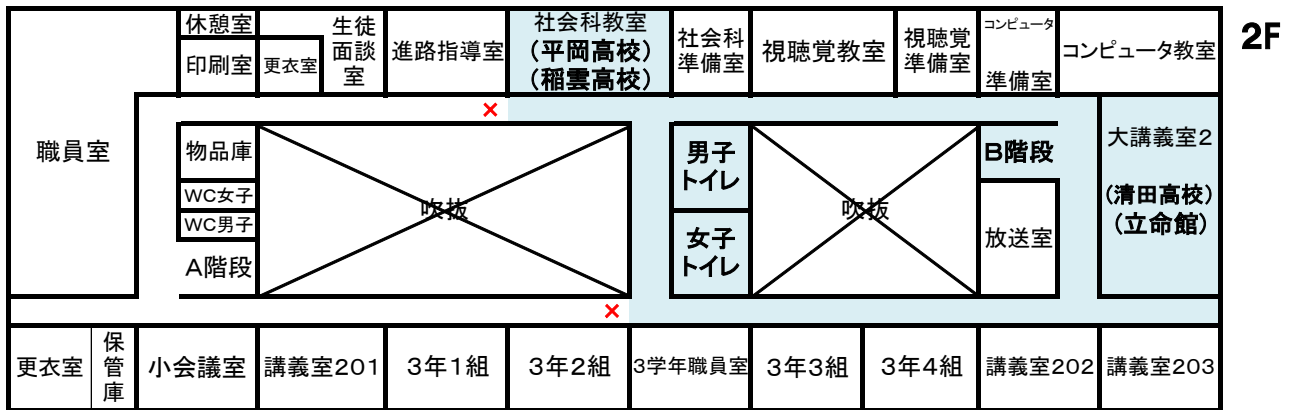 2F
休憩室
印刷室
更衣室
生徒
面談
室
進路指導室
社会科教室
(平岡高校)
(稲雲高校)
社会科
準備室
視聴覚教室
視聴覚
準備室
コンピュータ
準備室
コンピュータ教室
×
職員室
物品庫
WC女子
WC男子
A階段
吹抜
男子
トイレ
女子
トイレ
吹抜
B階段
放送室
大講義室2
(清田高校)
(立命館)
×
更衣室
保
管
庫
小会議室
講義室201
3年1組
3年2組
3学年職員室
3年3組
3年4組
講義室202
講義室203